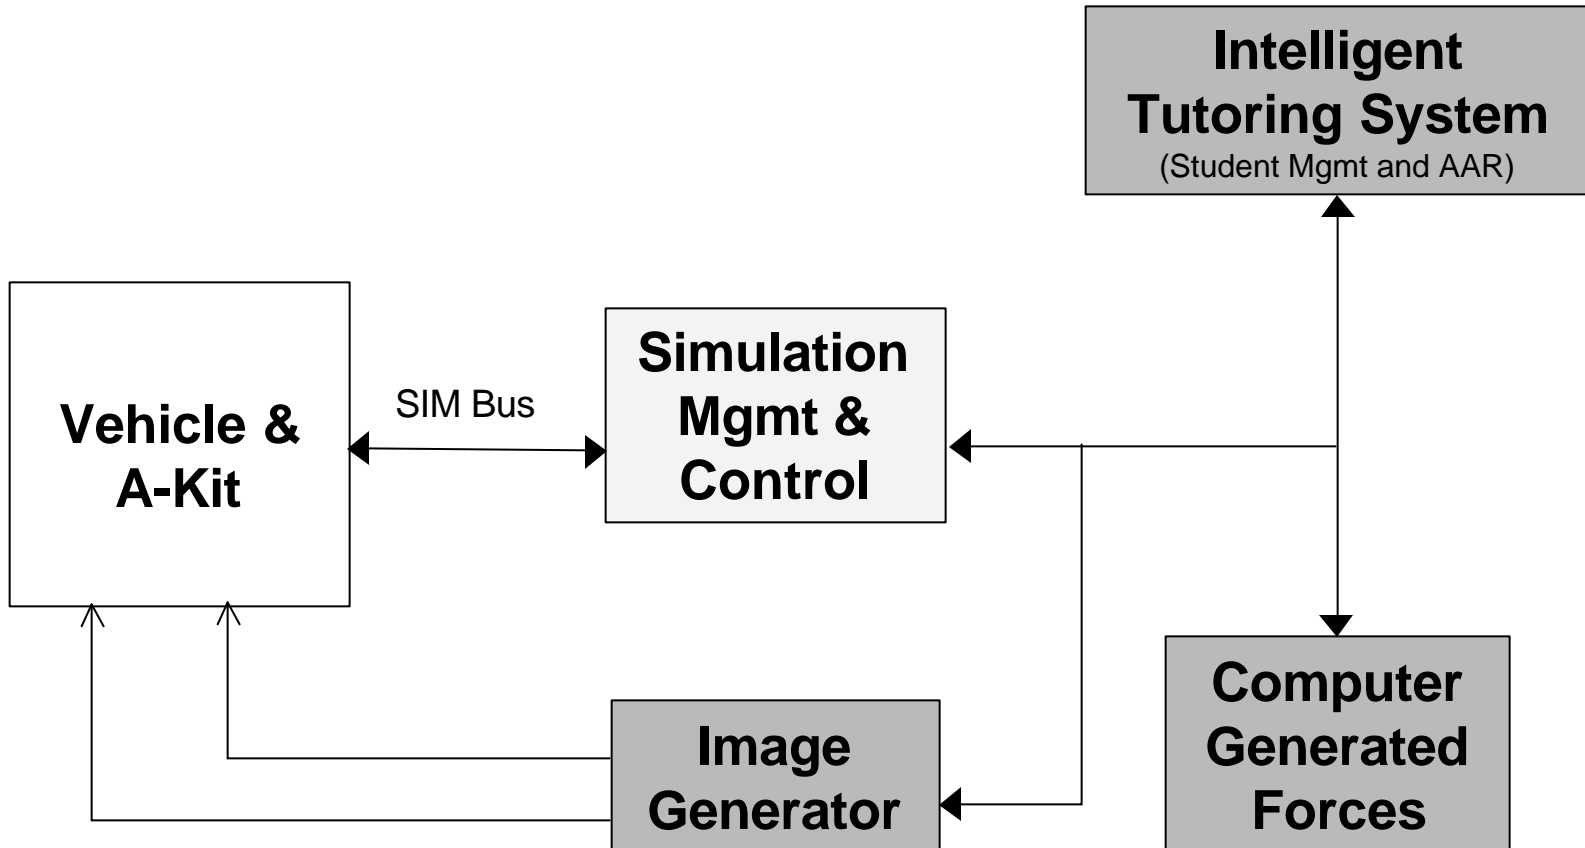 Intelligent
Tutoring System
(Student Mgmt and AAR)
Vehicle &
A-Kit
SIM Bus
Simulation
Mgmt &
Control
Image
Generator
Computer
Generated
Forces